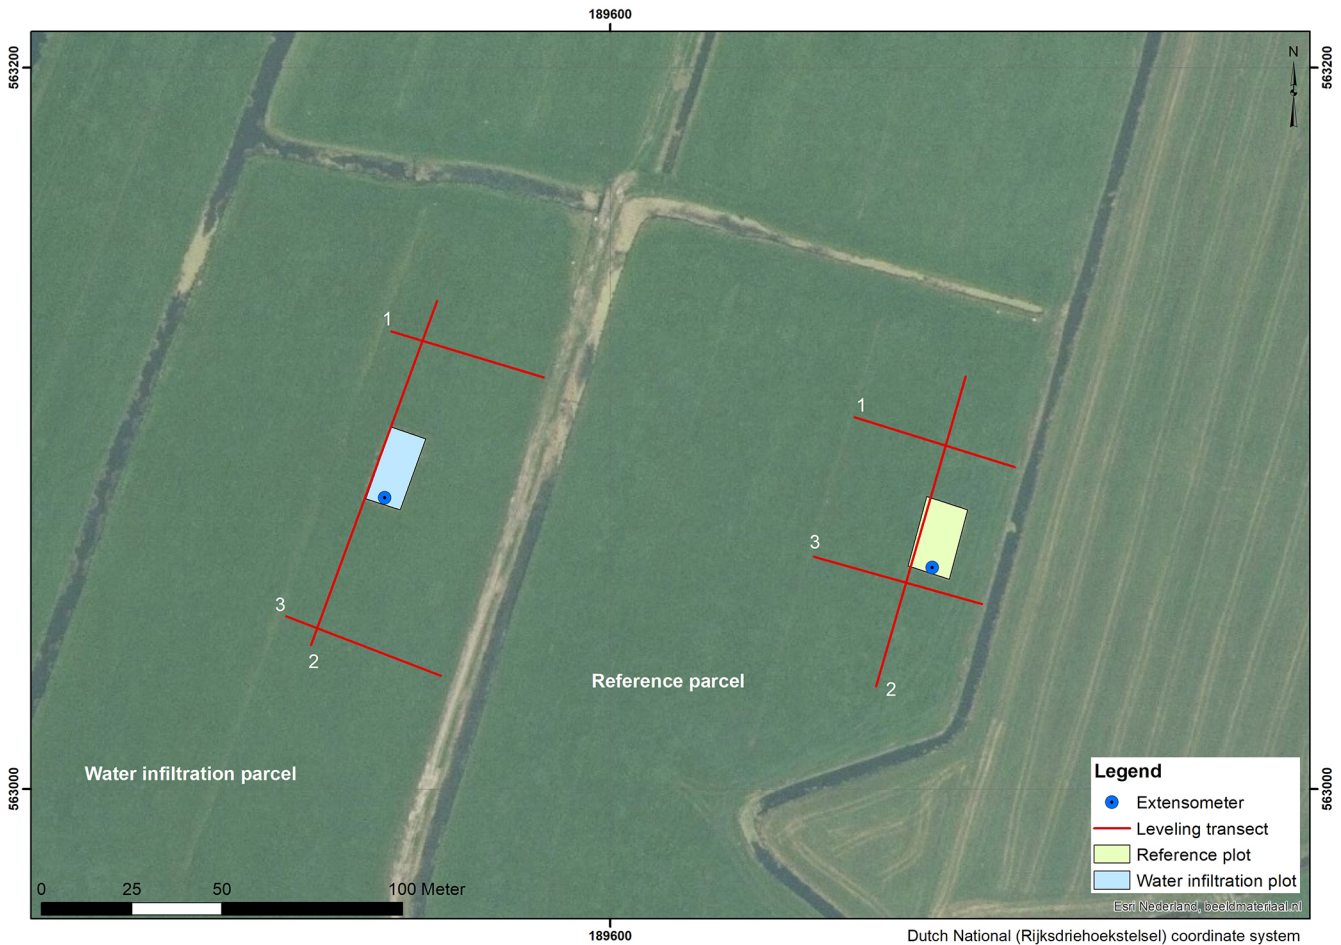 189600
563200
563200
N
1
1
3
3
2
Reference parcel
2
Water infiltration parcel
563000
563000
Legend
Extensometer
Leveling transect
Reference plot
Water infiltration plot
0 25 50 100 Meter
Esri Nederland, beeldmateriaal.nl
189600
Dutch National (Rijksdriehoekstelsel) coordinate system